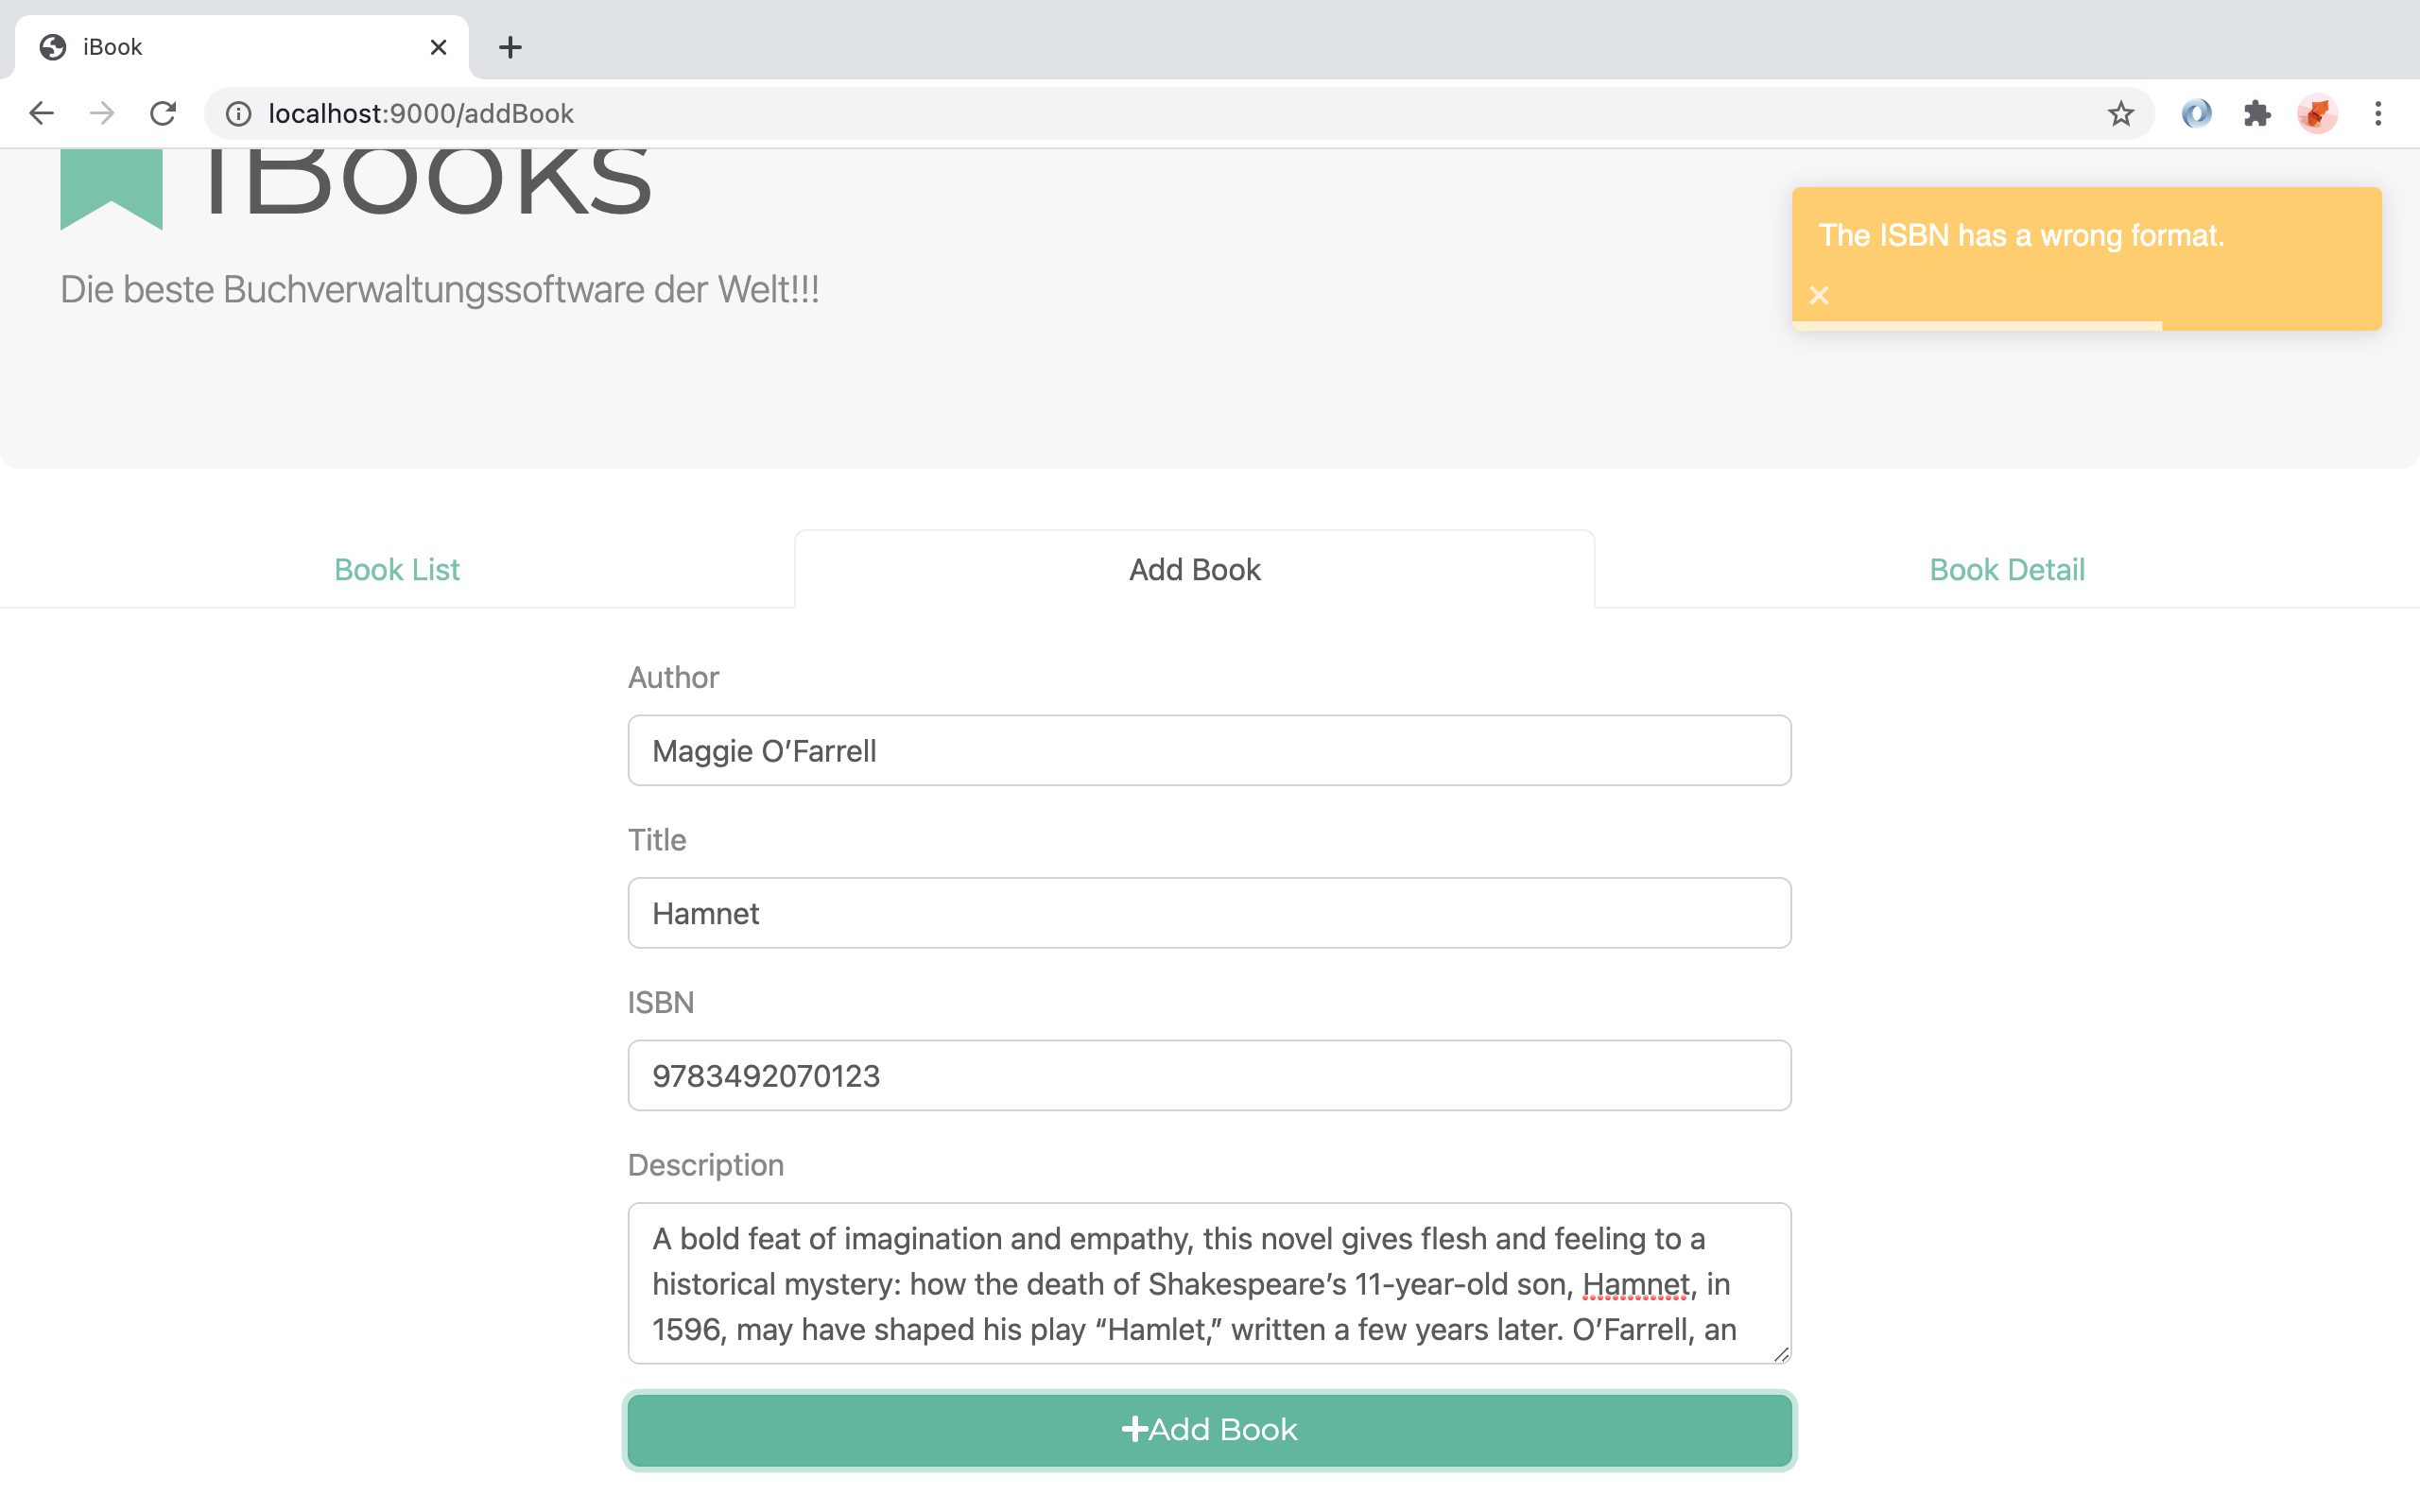 iBook
localhost:9000/addBook
iBooks
The ISBN has a wrong format.
Die beste Buchverwaltungssoftware der Welt!!!
Book List
Add Book
Book Detail
Author
Maggie O’Farrell
Title
Hamnet
ISBN
9783492070123
Description
A bold feat of imagination and empathy, this novel gives flesh and feeling to a
historical mystery: how the death of Shakespeare’s 11-year-old son, Hamnet, in
1596, may have shaped his play “Hamlet,” written a few years later. O’Farrell, an
Add Book